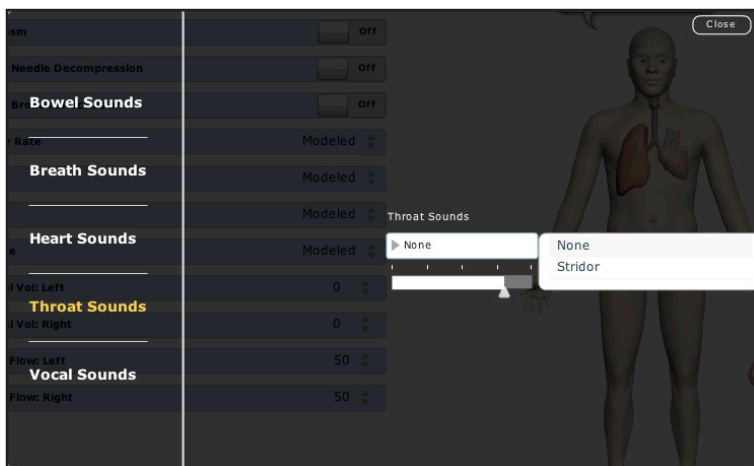 Close
sm Off
Needle Decompression Off
Bro Off
Bowel Sounds
Rate Modeled
Breath Sounds
Modeled
Modeled
Throat Sounds
Heart Sounds
None
None
e Modeled
Stridor
l Vol: Left 0
Throat Sounds
l Vol: Right 0
Flow: Left 50
Vocal Sounds
Flow: Right 50